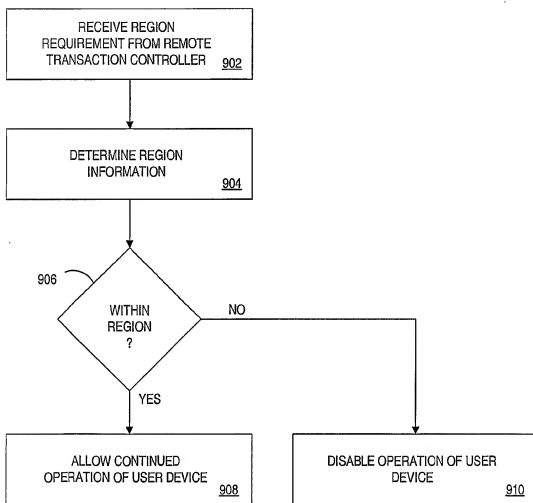 RECEIVE REGION
REQUIREMENT FROM REMOTE
TRANSACTION CONTROLLER
902
DETERMINE REGION
INFORMATION
904
906
WITHIN
REGION
?
NO
YES
ALLOW CONTINUED
OPERATION OF USER DEVICE
908
DISABLE OPERATION OF USER
DEVICE
910